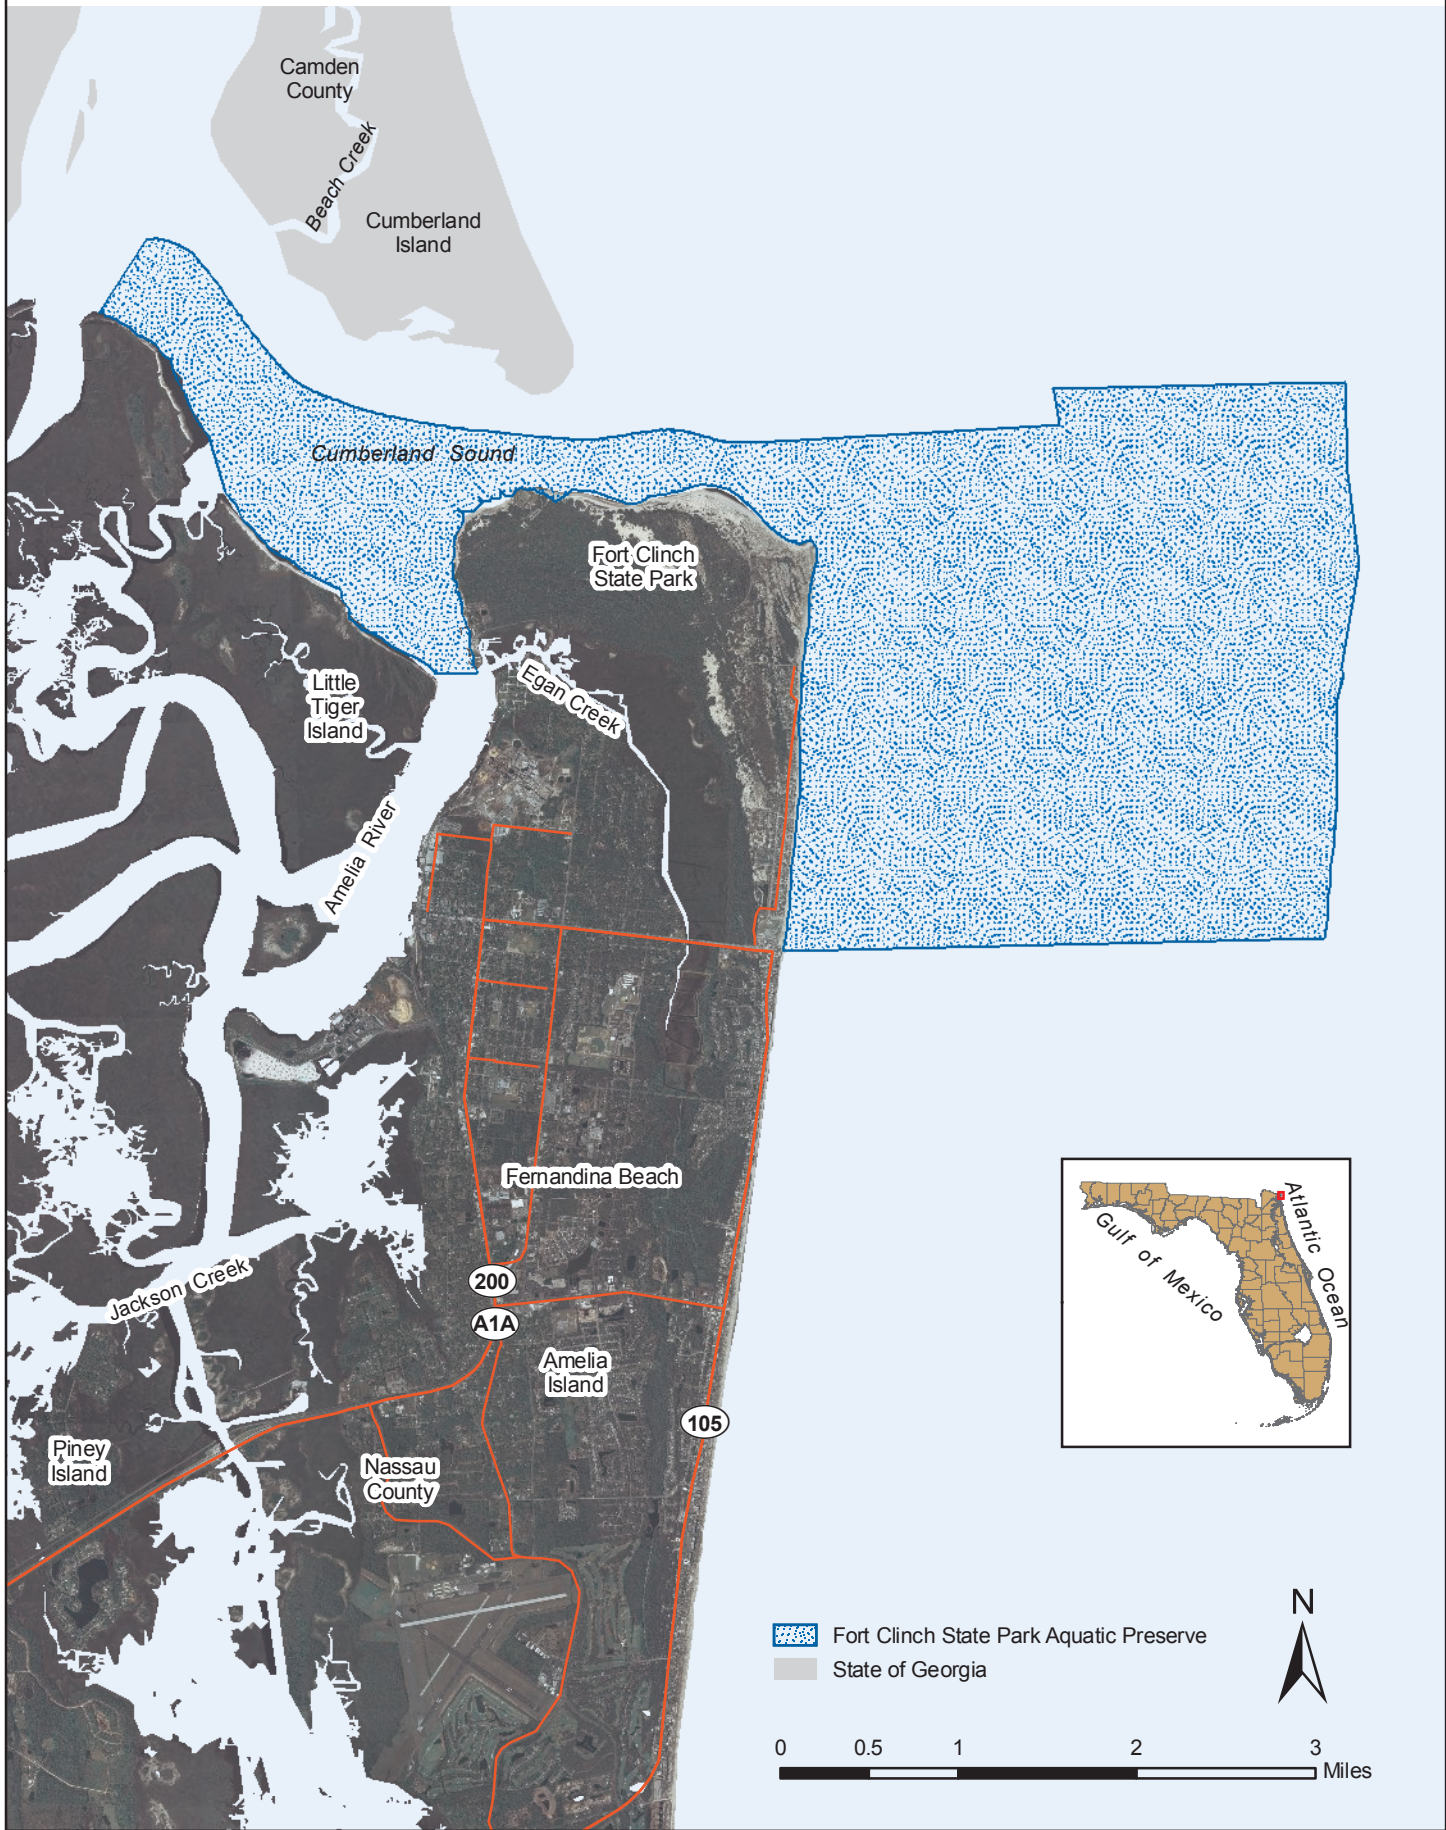 Camden
County
Beach Creek
Cumberland
Island
Cumberland Sound
Fort Clinch
State Park
Egan Creek
Little
Tiger
Island
Amelia River
Fernandina Beach
Atlantic Ocean
Gulf of Mexico
Jackson Creek
200
A1A
Amelia
Island
105
Piney
Island
Nassau
County
N
Fort Clinch State Park Aquatic Preserve
State of Georgia
0 0.5 1 2 3
Miles